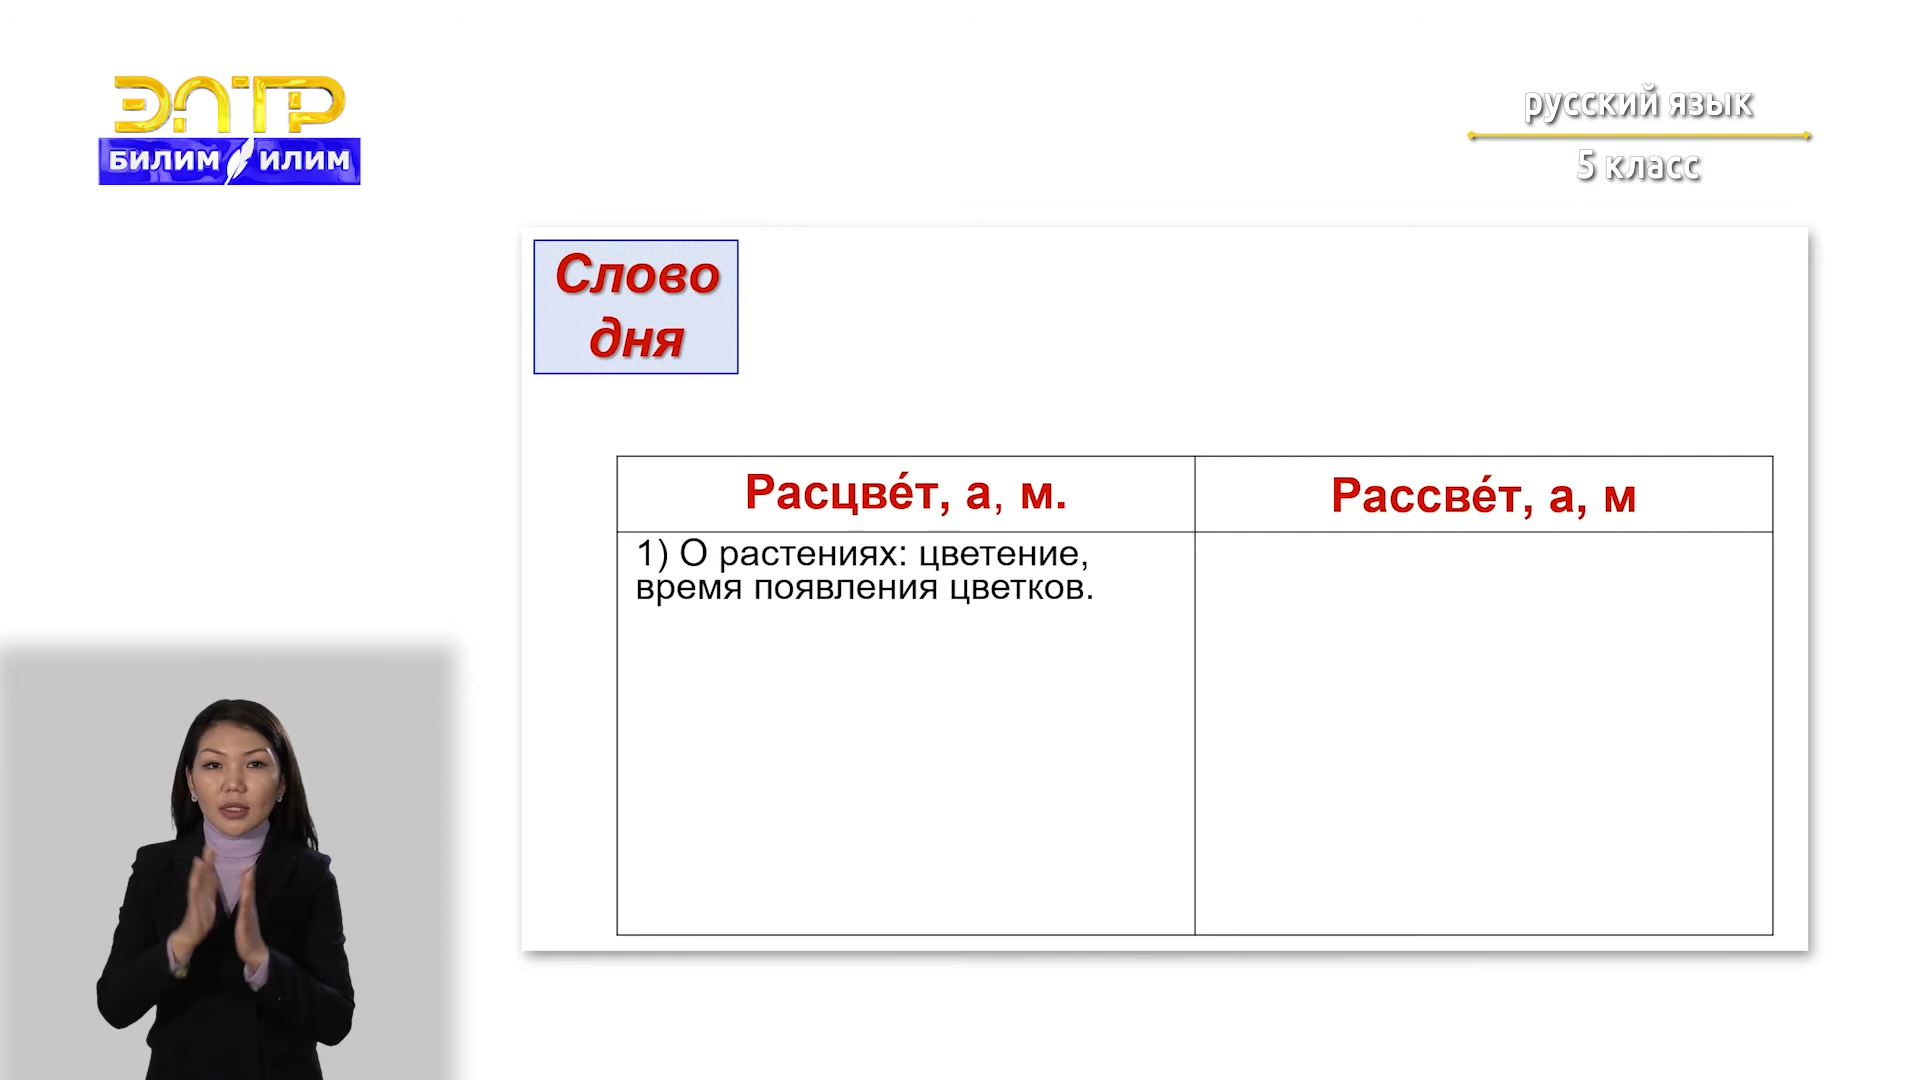 ЭЛТР
БИЛИМ ИЛИМ
русский язык
5 класс
Слово
дня
Расцве́т, а, м.
Рассве́т, а, м
1) О растениях: цветение,
время появления цветков.